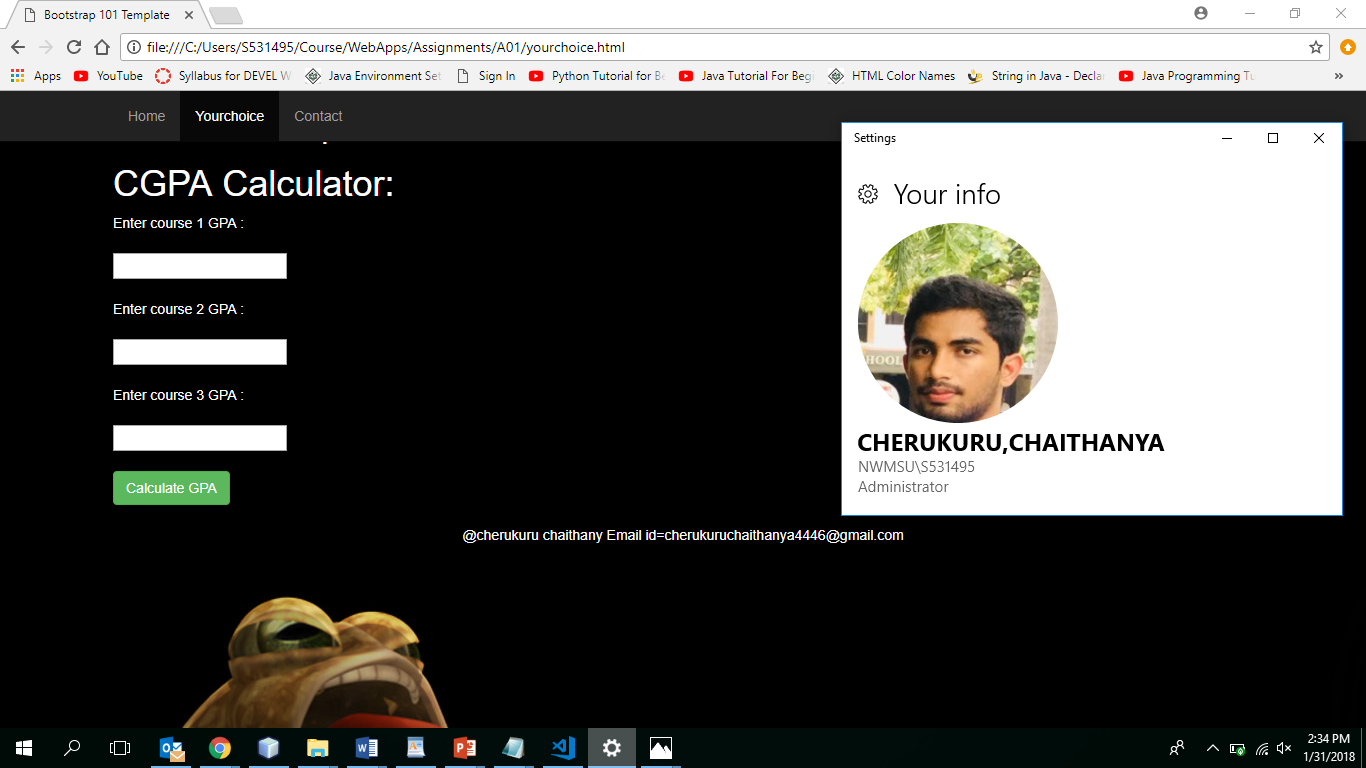 Bootstrap 101 Template
file:///C:/Users/S531495/Course/WebApps/Assignments/A01/yourchoice.html
Apps YouTube Syllabus for DEVEL W Java Environment Set Sign In Python Tutorial for Be Java Tutorial For Begi HTML Color Names String in Java - Declar Java Programming Tu »
Home Yourchoice Contact
CGPA Calculator:
Enter course 1 GPA :
Enter course 2 GPA :
Enter course 3 GPA :
Calculate GPA
@cherukuru chaithany Email id=cherukuruchaithanya4446@gmail.com
Settings
Your info
HOOL
CHERUKURU,CHAITHANYA
NWMSU\S531495
Administrator
2:34 PM
1/31/2018